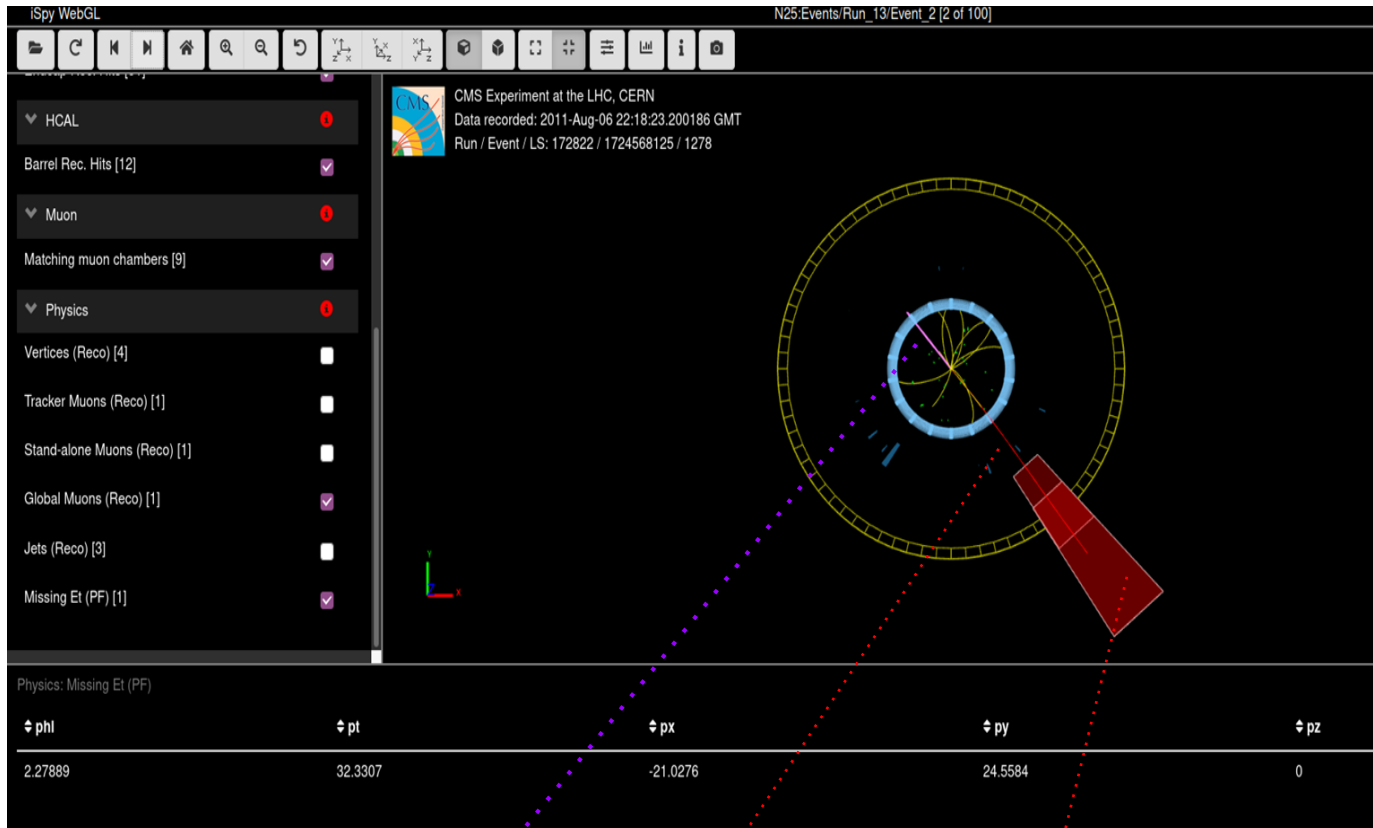 iSpy WebGL
N25:Events/Run_13/Event_2 [2 of 100]
HCAL
Barrel Rec. Hits [12]
Muon
Matching muon chambers [9]
Physics
Vertices (Reco) [4]
Tracker Muons (Reco) [1]
Stand-alone Muons (Reco) [1]
Global Muons (Reco) [1]
Jets (Reco) [3]
Missing Et (PF) [1]
CMS
CMS Experiment at the LHC, CERN
Data recorded: 2011-Aug-06 22:18:23.200186 GMT
Run / Event / LS: 172822 / 1724568125 / 1278
Y
X
Physics: Missing Et (PF)
phI pt px py pz
2.27889 32.3307 -21.0276 24.5584 0